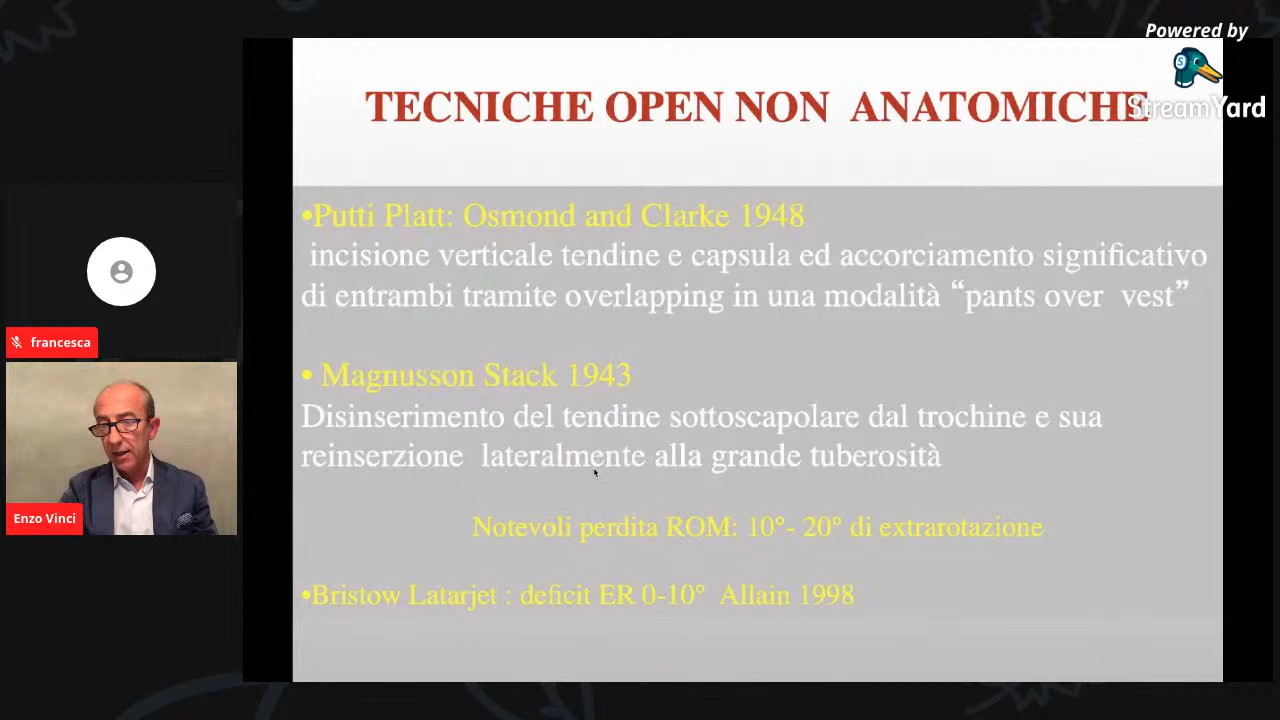 Powered by
StreamYard
TECNICHE OPEN NON ANATOMICHE
•Putti Platt: Osmond and Clarke 1948
incisione verticale tendine e capsula ed accorciamento significativo
di entrambi tramite overlapping in una modalità “pants over vest”
• Magnusson Stack 1943
Disinserimento del tendine sottoscapolare dal trochine e sua
reinserzione lateralmente alla grande tuberosità
Notevoli perdita ROM: 10°- 20° di extrarotazione
•Bristow Latarjet : deficit ER 0-10° Allain 1998
francesca
Enzo Vinci